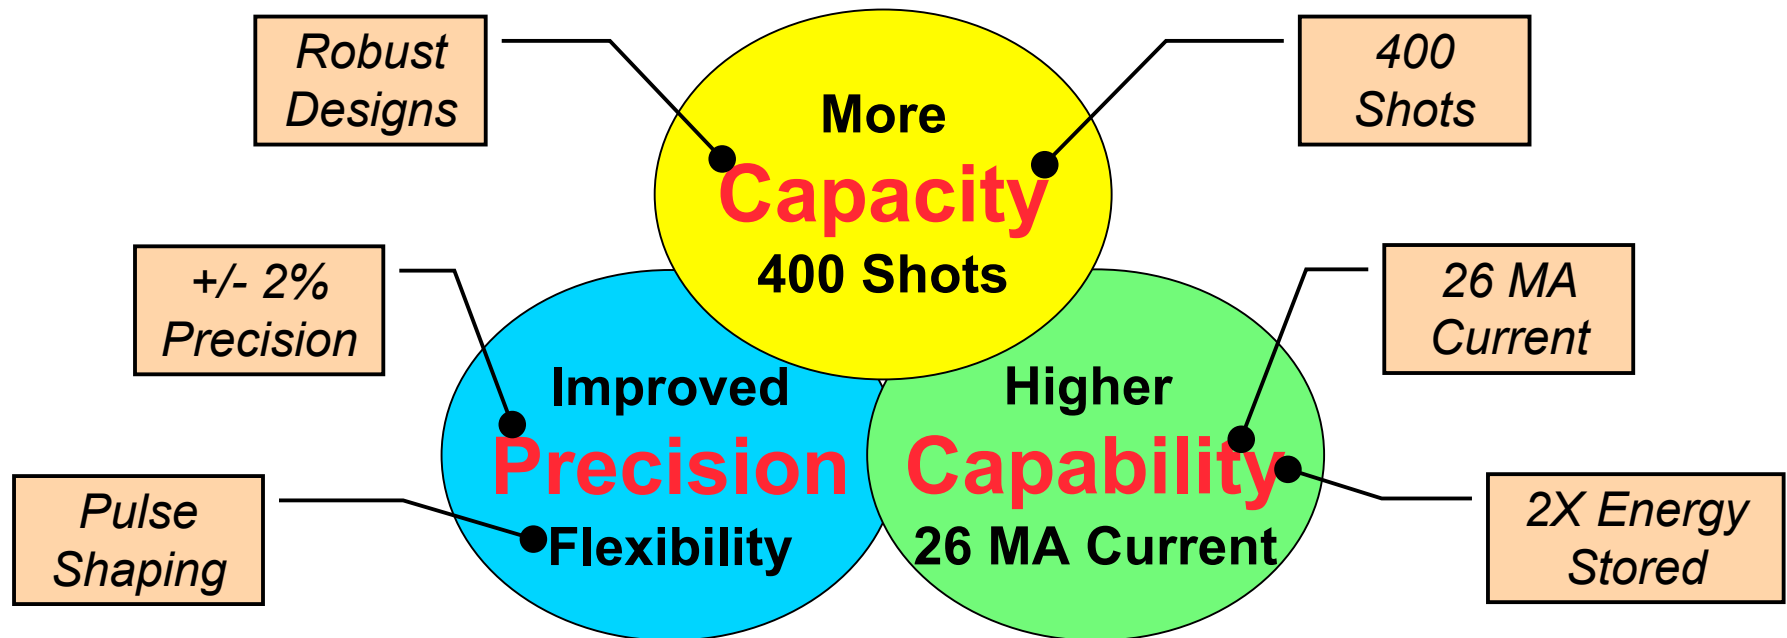 Robust
Designs
400
Shots
More
Capacity
400 Shots
+/- 2%
Precision
26 MA
Current
Improved
Precision
Flexibility
Higher
Capability
26 MA Current
Pulse
Shaping
2X Energy
Stored